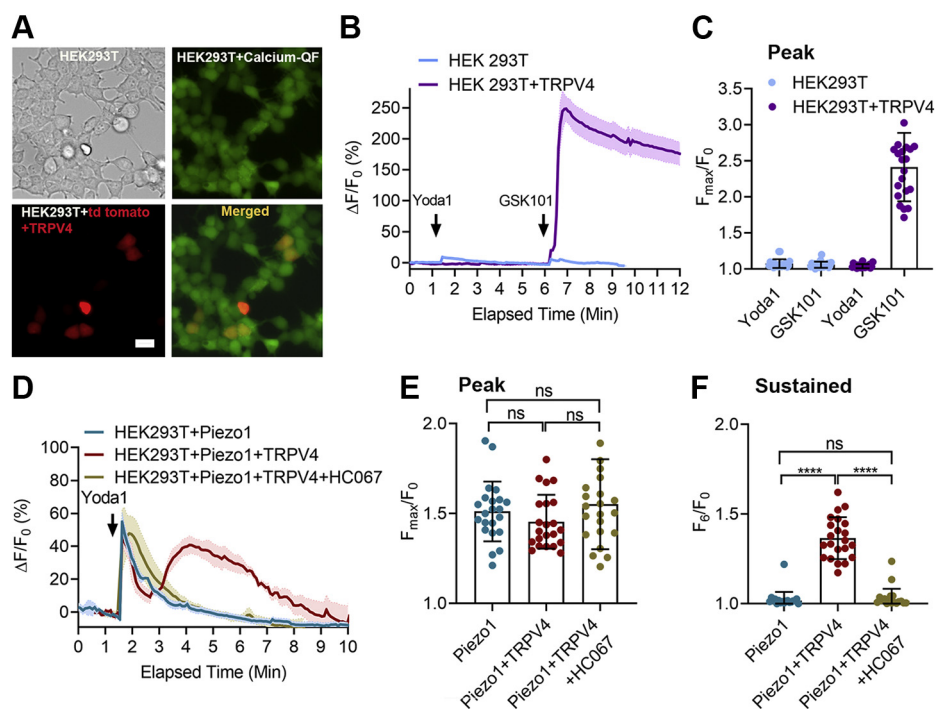 A
HEK293T
HEK293T+Calcium-QF
HEK293T+td tomato
+TRPV4
Merged
B
HEK 293T
HEK 293T+TRPV4
ΔF/F0 (%)
250
200
150
100
50
0
Yoda1
GSK101
0 1 2 3 4 5 6 7 8 9 10 11 12
Elapsed Time (Min)
C
Peak
HEK293T
HEK293T+TRPV4
Fmax/F0
3.5
3.0
2.5
2.0
1.5
1.0
Yoda1
GSK101
Yoda1
GSK101
D
HEK293T+Piezo1
HEK293T+Piezo1+TRPV4
HEK293T+Piezo1+TRPV4+HC067
Yoda1
ΔF/F0 (%)
100
80
60
40
20
0
0 1 2 3 4 5 6 7 8 9 10
Elapsed Time (Min)
E
Peak
ns
ns ns
Fmax/F0
2.0
1.5
1.0
Piezo1
Piezo1+TRPV4
Piezo1+TRPV4
+HC067
F
Sustained
ns
**** ****
F6/F0
2.0
1.5
1.0
Piezo1
Piezo1+TRPV4
Piezo1+TRPV4
+HC067